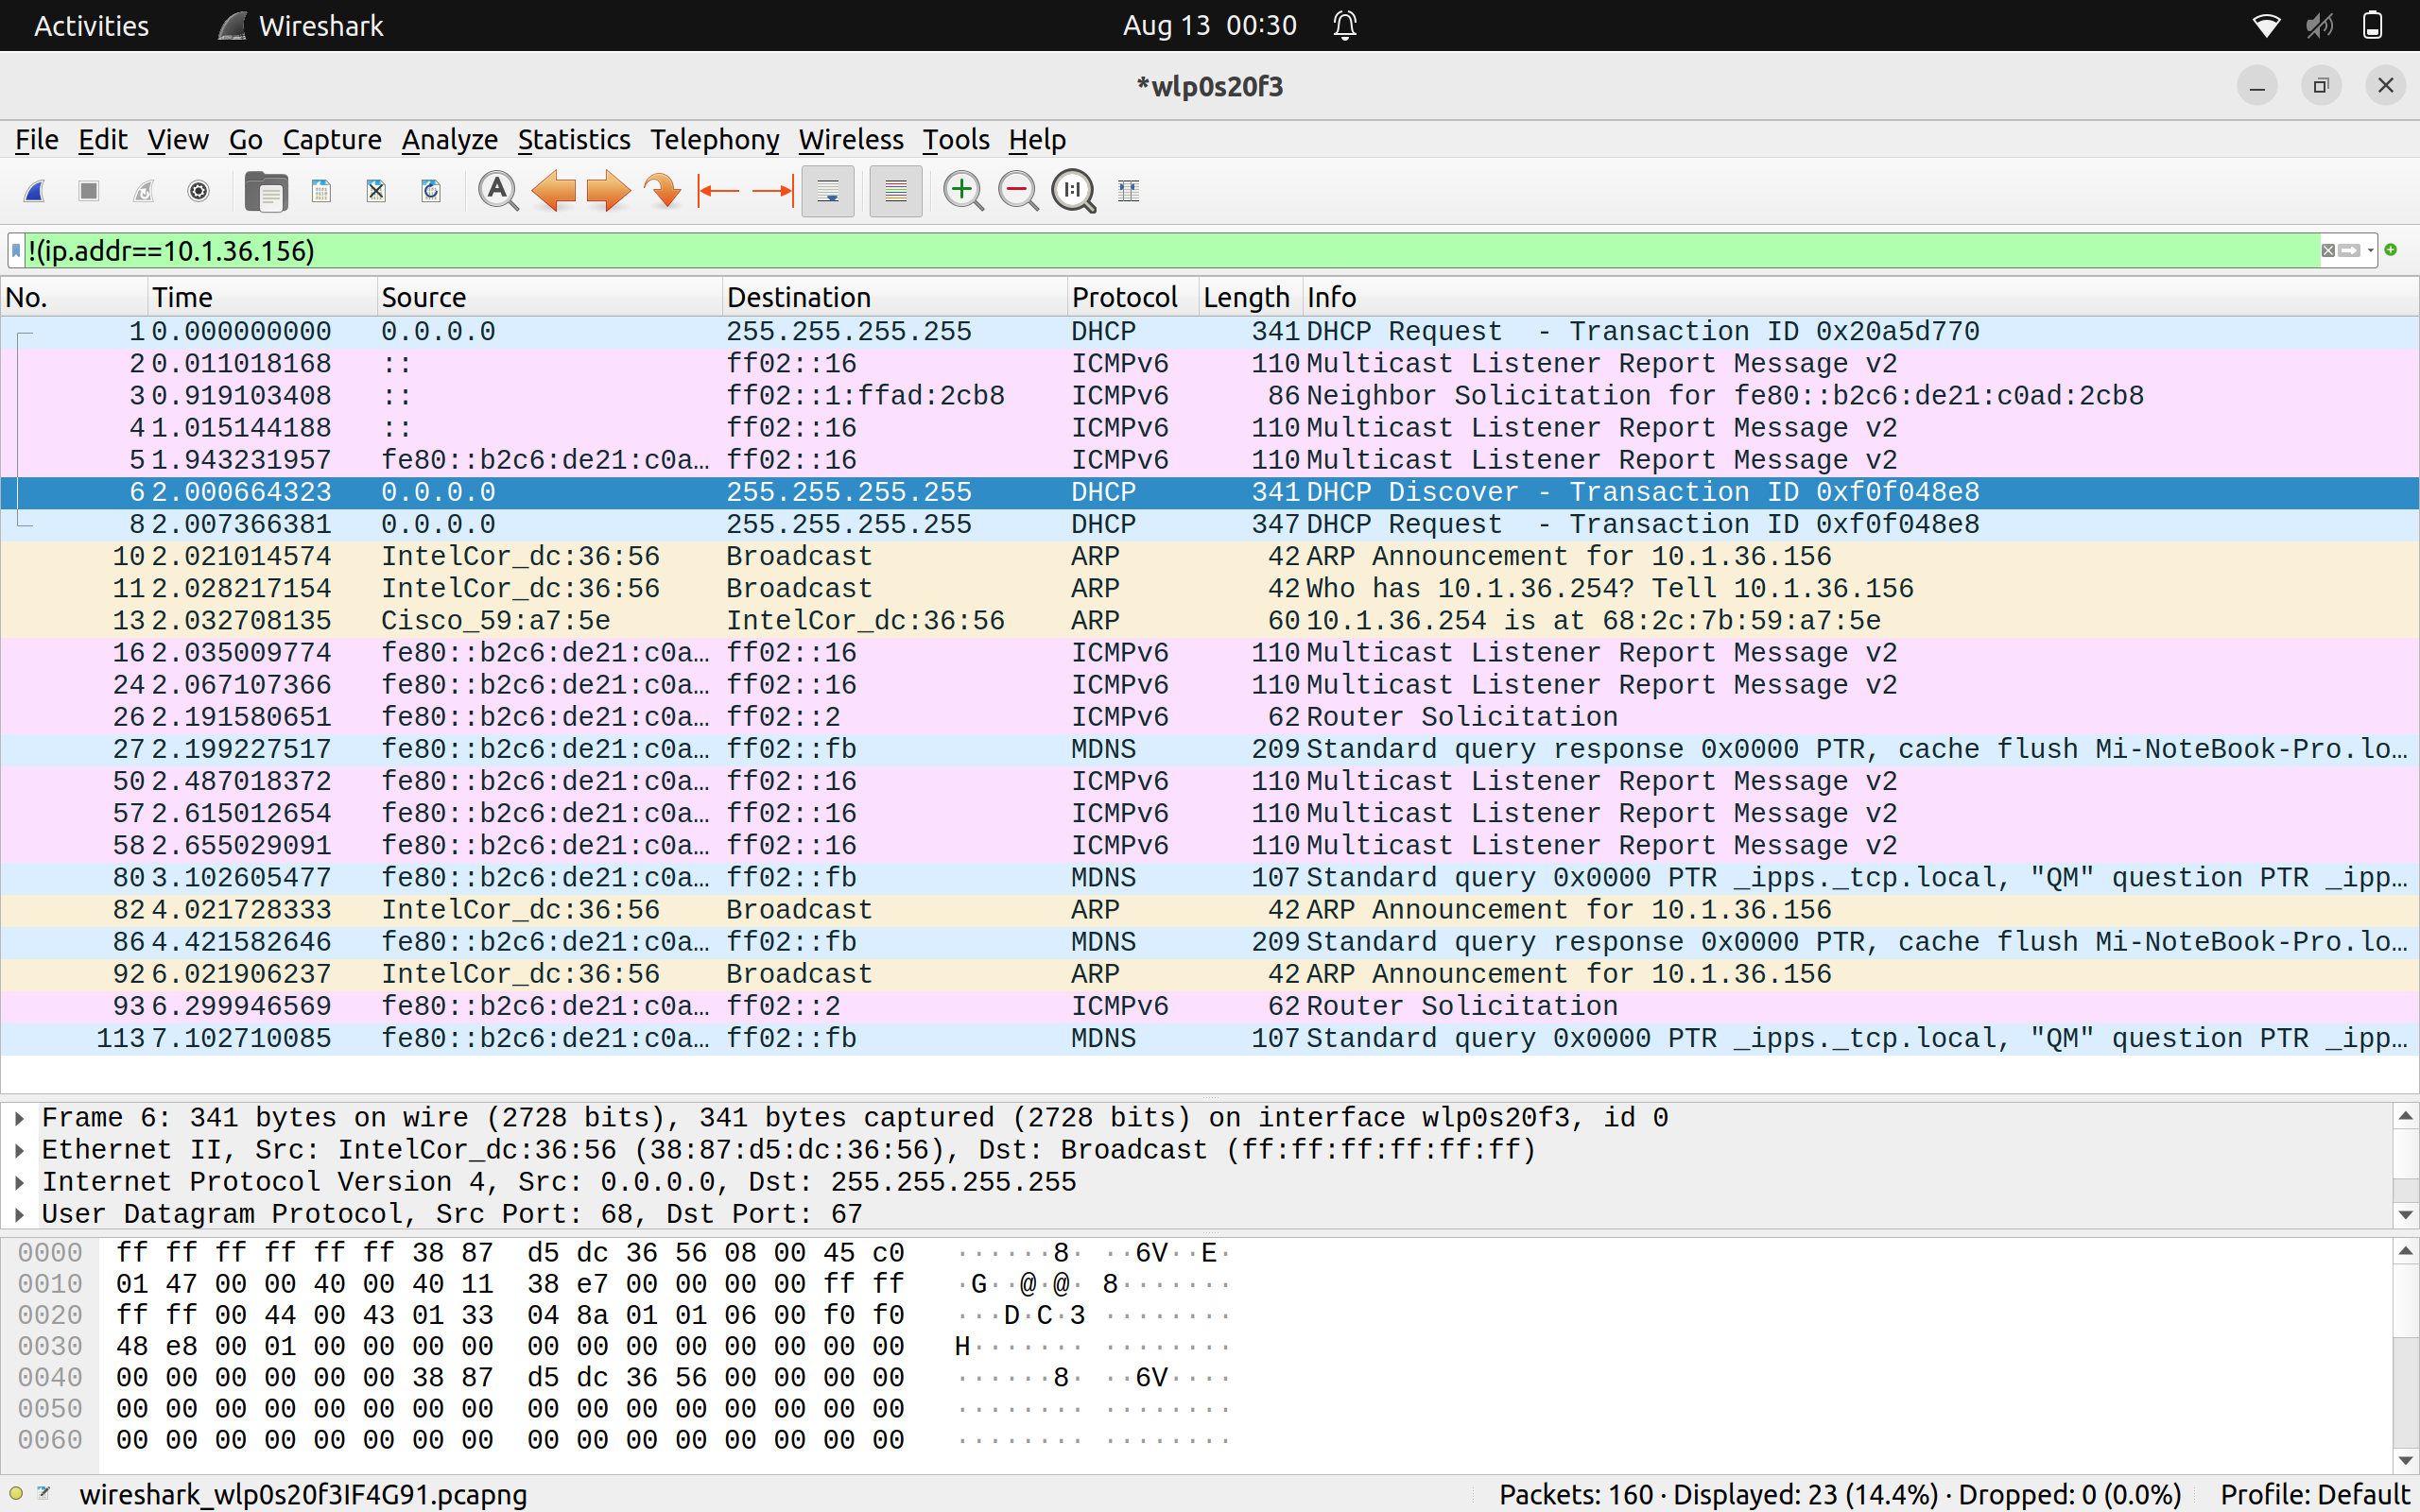 Activities Wireshark Aug 13 00:30
*wlp0s20f3
File Edit View Go Capture Analyze Statistics Telephony Wireless Tools Help
!(ip.addr==10.1.36.156)
No. Time Source Destination Protocol Length Info
1 0.000000000 0.0.0.0 255.255.255.255 DHCP 341 DHCP Request - Transaction ID 0x20a5d770
2 0.011018168 :: ff02::16 ICMPv6 110 Multicast Listener Report Message v2
3 0.919103408 :: ff02::1:ffad:2cb8 ICMPv6 86 Neighbor Solicitation for fe80::b2c6:de21:c0ad:2cb8
4 1.015144188 :: ff02::16 ICMPv6 110 Multicast Listener Report Message v2
5 1.943231957 fe80::b2c6:de21:c0a… ff02::16 ICMPv6 110 Multicast Listener Report Message v2
6 2.000664323 0.0.0.0 255.255.255.255 DHCP 341 DHCP Discover - Transaction ID 0xf0f048e8
8 2.007366381 0.0.0.0 255.255.255.255 DHCP 347 DHCP Request - Transaction ID 0xf0f048e8
10 2.021014574 IntelCor_dc:36:56 Broadcast ARP 42 ARP Announcement for 10.1.36.156
11 2.028217154 IntelCor_dc:36:56 Broadcast ARP 42 Who has 10.1.36.254? Tell 10.1.36.156
13 2.032708135 Cisco_59:a7:5e IntelCor_dc:36:56 ARP 60 10.1.36.254 is at 68:2c:7b:59:a7:5e
16 2.035009774 fe80::b2c6:de21:c0a… ff02::16 ICMPv6 110 Multicast Listener Report Message v2
24 2.067107366 fe80::b2c6:de21:c0a… ff02::16 ICMPv6 110 Multicast Listener Report Message v2
26 2.191580651 fe80::b2c6:de21:c0a… ff02::2 ICMPv6 62 Router Solicitation
27 2.199227517 fe80::b2c6:de21:c0a… ff02::fb MDNS 209 Standard query response 0x0000 PTR, cache flush Mi-NoteBook-Pro.lo…
50 2.487018372 fe80::b2c6:de21:c0a… ff02::16 ICMPv6 110 Multicast Listener Report Message v2
57 2.615012654 fe80::b2c6:de21:c0a… ff02::16 ICMPv6 110 Multicast Listener Report Message v2
58 2.655029091 fe80::b2c6:de21:c0a… ff02::16 ICMPv6 110 Multicast Listener Report Message v2
80 3.102605477 fe80::b2c6:de21:c0a… ff02::fb MDNS 107 Standard query 0x0000 PTR _ipps._tcp.local, "QM" question PTR _ipp…
82 4.021728333 IntelCor_dc:36:56 Broadcast ARP 42 ARP Announcement for 10.1.36.156
86 4.421582646 fe80::b2c6:de21:c0a… ff02::fb MDNS 209 Standard query response 0x0000 PTR, cache flush Mi-NoteBook-Pro.lo…
92 6.021906237 IntelCor_dc:36:56 Broadcast ARP 42 ARP Announcement for 10.1.36.156
93 6.299946569 fe80::b2c6:de21:c0a… ff02::2 ICMPv6 62 Router Solicitation
113 7.102710085 fe80::b2c6:de21:c0a… ff02::fb MDNS 107 Standard query 0x0000 PTR _ipps._tcp.local, "QM" question PTR _ipp…
Frame 6: 341 bytes on wire (2728 bits), 341 bytes captured (2728 bits) on interface wlp0s20f3, id 0
Ethernet II, Src: IntelCor_dc:36:56 (38:87:d5:dc:36:56), Dst: Broadcast (ff:ff:ff:ff:ff:ff)
Internet Protocol Version 4, Src: 0.0.0.0, Dst: 255.255.255.255
User Datagram Protocol, Src Port: 68, Dst Port: 67
0000 ff ff ff ff ff ff 38 87 d5 dc 36 56 08 00 45 c0 ······8· ··6V··E·
0010 01 47 00 00 40 00 40 11 38 e7 00 00 00 00 ff ff ·G··@·@· 8·······
0020 ff ff 00 44 00 43 01 33 04 8a 01 01 06 00 f0 f0 ···D·C·3 ········
0030 48 e8 00 01 00 00 00 00 00 00 00 00 00 00 00 00 H······· ········
0040 00 00 00 00 00 00 38 87 d5 dc 36 56 00 00 00 00 ······8· ··6V····
0050 00 00 00 00 00 00 00 00 00 00 00 00 00 00 00 00 ········ ········
0060 00 00 00 00 00 00 00 00 00 00 00 00 00 00 00 00 ········ ········
wireshark_wlp0s20f3IF4G91.pcapng Packets: 160 · Displayed: 23 (14.4%) · Dropped: 0 (0.0%) Profile: Default